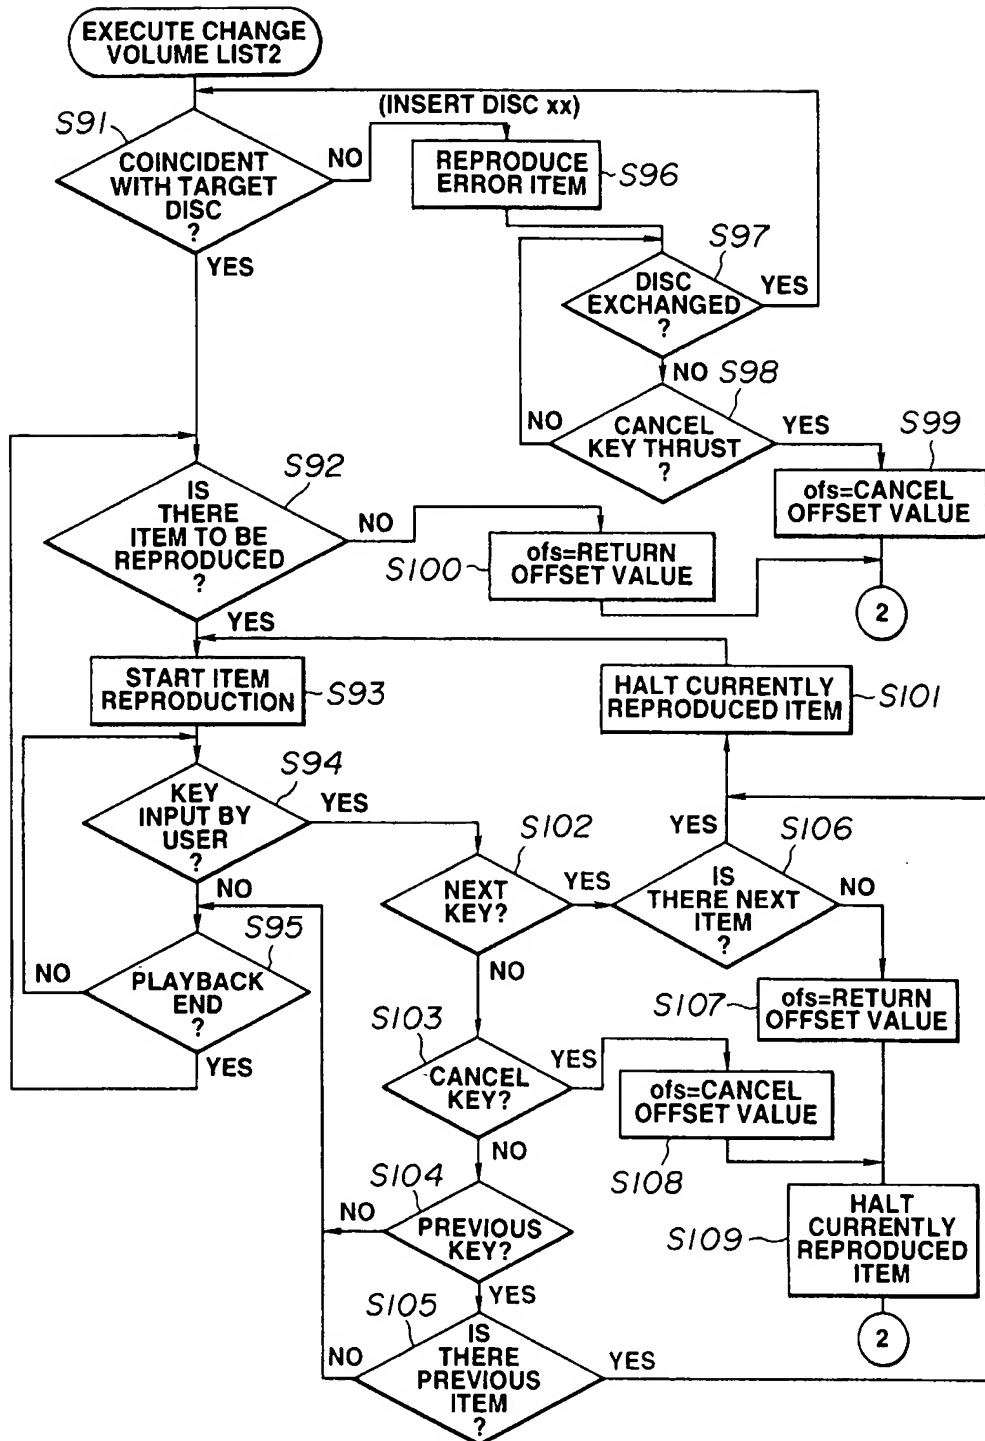 EXECUTE CHANGE
VOLUME LIST2
(INSERT DISC xx)
S91
COINCIDENT
WITH TARGET
DISC
?
NO
YES
REPRODUCE
ERROR ITEM
S96
S97
DISC
EXCHANGED
?
YES
NO
S98
CANCEL
KEY THRUST
?
NO
YES
S99
ofs=CANCEL
OFFSET VALUE
2
S92
IS
THERE
ITEM TO BE
REPRODUCED
?
NO
YES
S100
ofs=RETURN
OFFSET VALUE
START ITEM
REPRODUCTION
S93
HALT CURRENTLY
REPRODUCED ITEM
S101
S94
KEY
INPUT BY
USER
?
YES
NO
S95
PLAYBACK
END
?
NO
YES
S102
NEXT
KEY?
YES
NO
S106
IS
THERE NEXT
ITEM
?
YES
NO
S107
ofs=RETURN
OFFSET VALUE
S103
CANCEL
KEY?
YES
NO
ofs=CANCEL
OFFSET VALUE
S108
S104
PREVIOUS
KEY?
NO
YES
S109
HALT
CURRENTLY
REPRODUCED
ITEM
2
S105
IS
THERE
PREVIOUS
ITEM
?
NO
YES